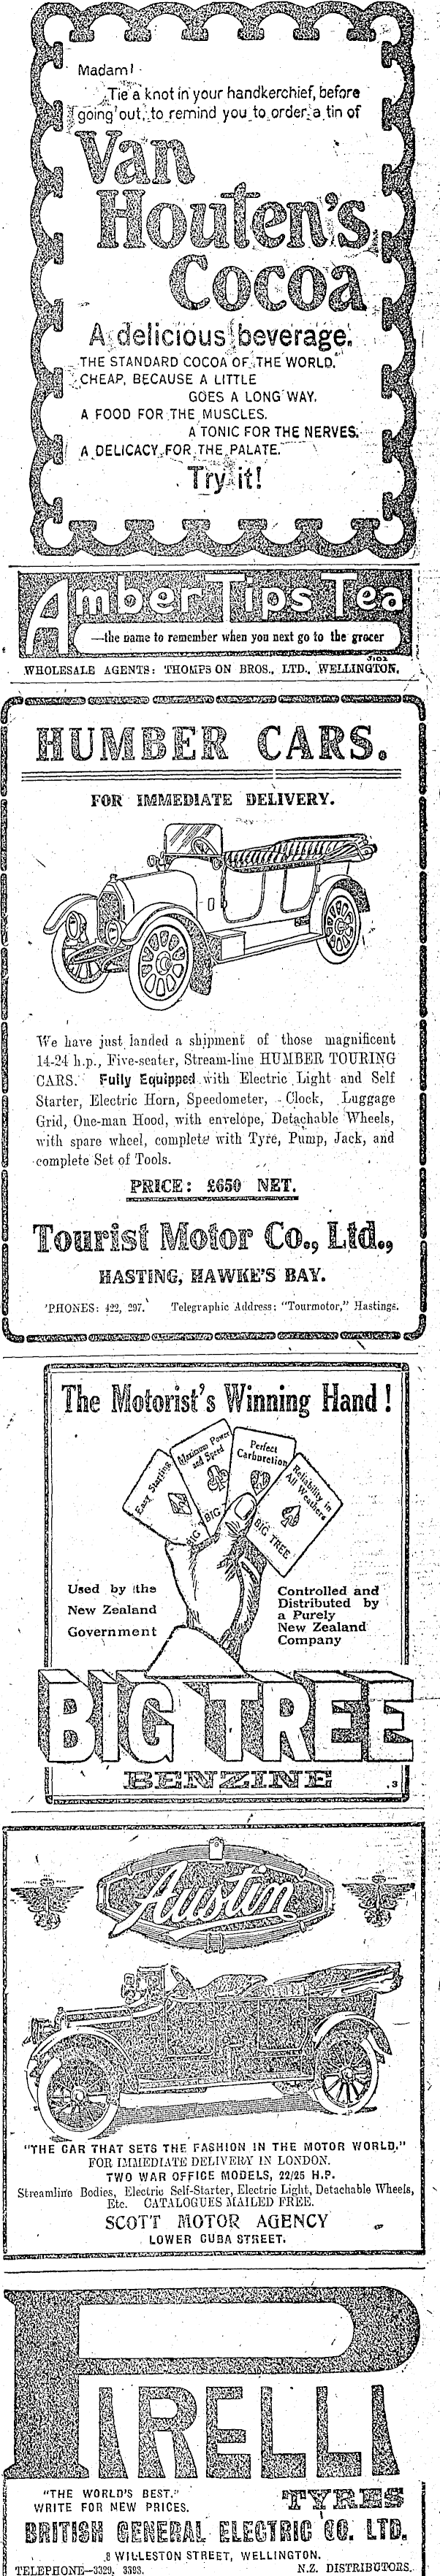 Madam!
Tie a knot in your handkerchief, before
going out, to remind you to order a tin of
Van
Houten's
Cocoa
A delicious beverage.
THE STANDARD COCOA OF THE WORLD.
CHEAP, BECAUSE A LITTLE
GOES A LONG WAY.
A FOOD FOR THE MUSCLES.
A TONIC FOR THE NERVES.
A DELICACY FOR THE PALATE.
Try it!
Amber Tips Tea
—the name to remember when you next go to the grocer
3102
WHOLESALE AGENTS: THOMPSON BROS., LTD., WELLINGTON.
HUMBER CARS.
FOR IMMEDIATE DELIVERY.
We have just landed a shipment of those magnificent
14-24 h.p., Five-seater, Stream-line HUMBER TOURING
CARS. Fully Equipped with Electric Light and Self
Starter, Electric Horn, Speedometer, Clock, Luggage
Grid, One-man Hood, with envelope, Detachable Wheels,
with spare wheel, complete with Tyre, Pump, Jack, and
complete Set of Tools.
PRICE: £650 NET.
Tourist Motor Co., Ltd.,
HASTING, HAWKE'S BAY.
'PHONES: 422, 297. Telegraphic Address: "Tourmotor," Hastings.
The Motorist's Winning Hand!
Easy Starting
Maximum Power
and Speed
Perfect
Carburetion
Reliability in
All Weathers
BIG
BIG
BIG TREE
Used by the
New Zealand
Government
Controlled and
Distributed by
a Purely
New Zealand
Company
BIG TREE
BENZINE
.3
Austin
"THE CAR THAT SETS THE FASHION IN THE MOTOR WORLD."
FOR IMMEDIATE DELIVERY IN LONDON.
TWO WAR OFFICE MODELS, 22/25 H.P.
Streamline Bodies, Electric Self-Starter, Electric Light, Detachable Wheels,
Etc. CATALOGUES MAILED FREE.
SCOTT MOTOR AGENCY
LOWER CUBA STREET.
PIRELLI
"THE WORLD'S BEST."
WRITE FOR NEW PRICES.
TYRES
BRITISH GENERAL ELECTRIC CO. LTD.
8 WILLESTON STREET, WELLINGTON.
TELEPHONE—3329, 3393. N.Z. DISTRIBUTORS.